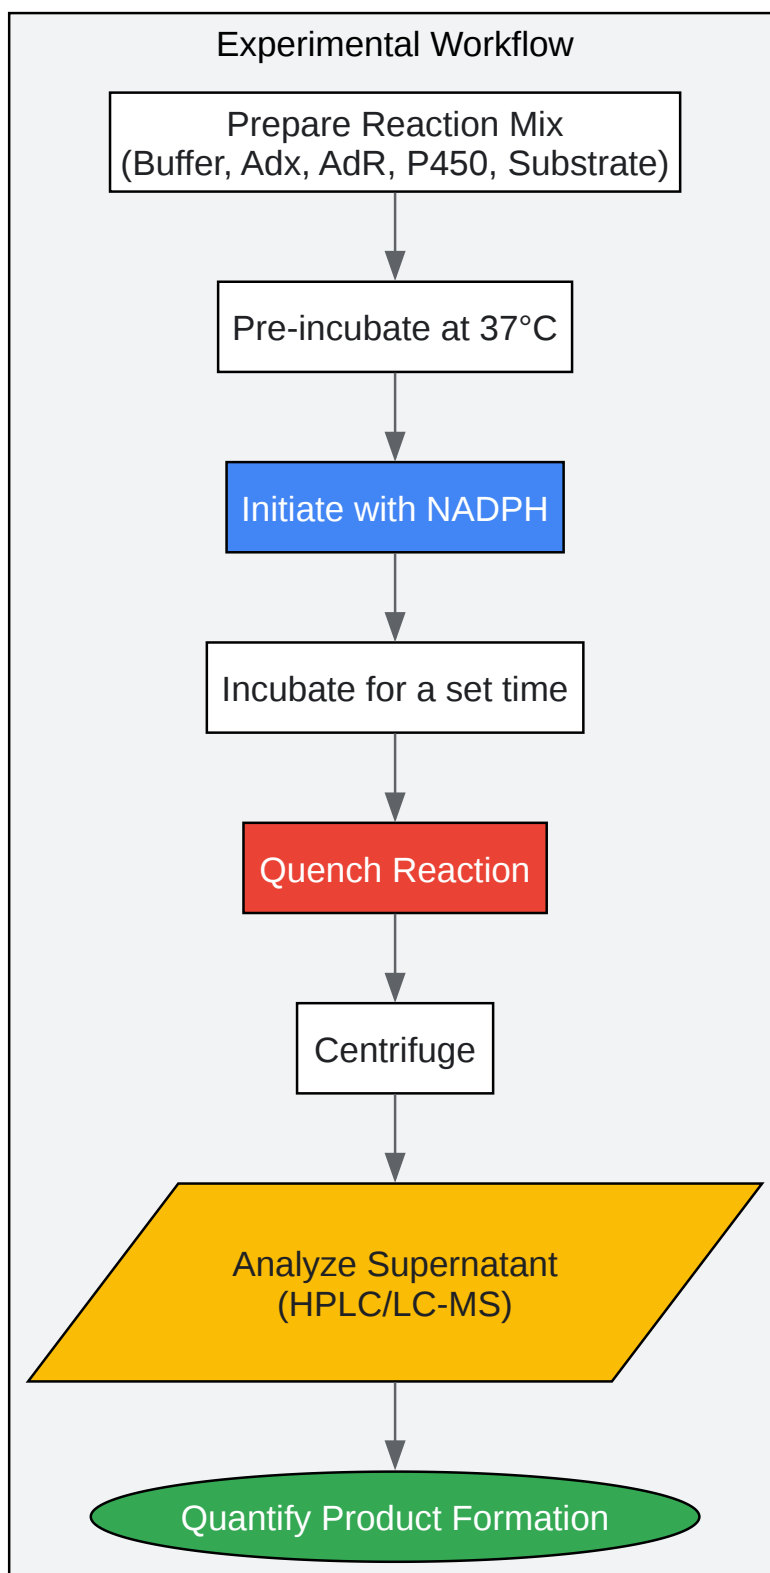 Experimental Workflow
Prepare Reaction Mix
(Buffer, Adx, AdR, P450, Substrate)
Pre-incubate at 37°C
Initiate with NADPH
Incubate for a set time
Quench Reaction
Centrifuge
Analyze Supernatant
(HPLC/LC-MS)
Quantify Product Formation